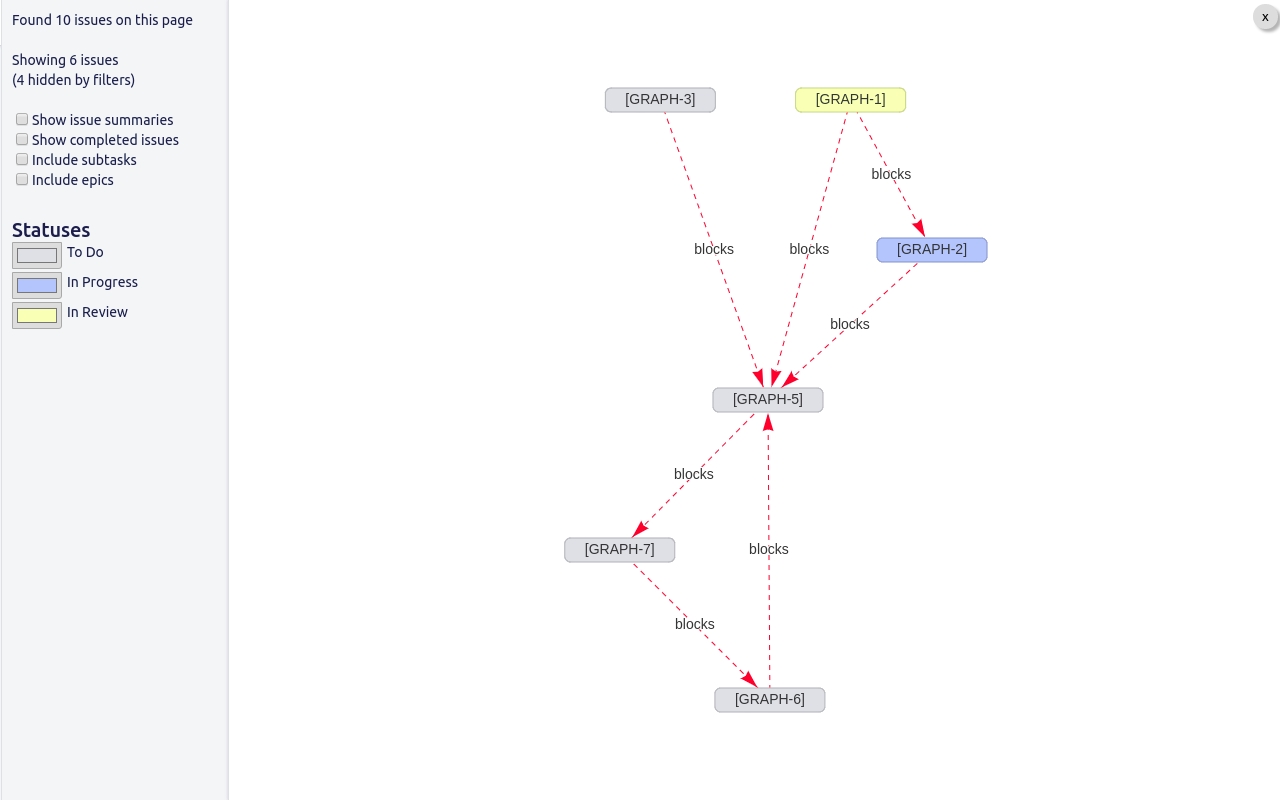 Found 10 issues on this page
Showing 6 issues
(4 hidden by filters)
Show issue summaries
Show completed issues
Include subtasks
Include epics
Statuses
To Do
In Progress
In Review
x
[GRAPH-3]
[GRAPH-1]
blocks
blocks
blocks
[GRAPH-2]
blocks
[GRAPH-5]
blocks
[GRAPH-7]
blocks
blocks
[GRAPH-6]